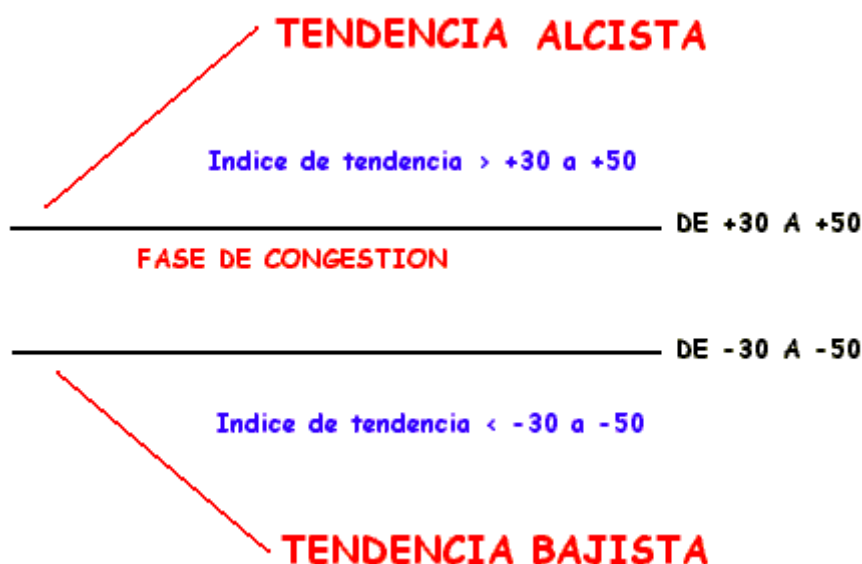 TENDENCIA ALCISTA
Indice de tendencia > +30 a +50
DE +30 A +50
FASE DE CONGESTION
DE -30 A -50
Indice de tendencia < -30 a -50
TENDENCIA BAJISTA